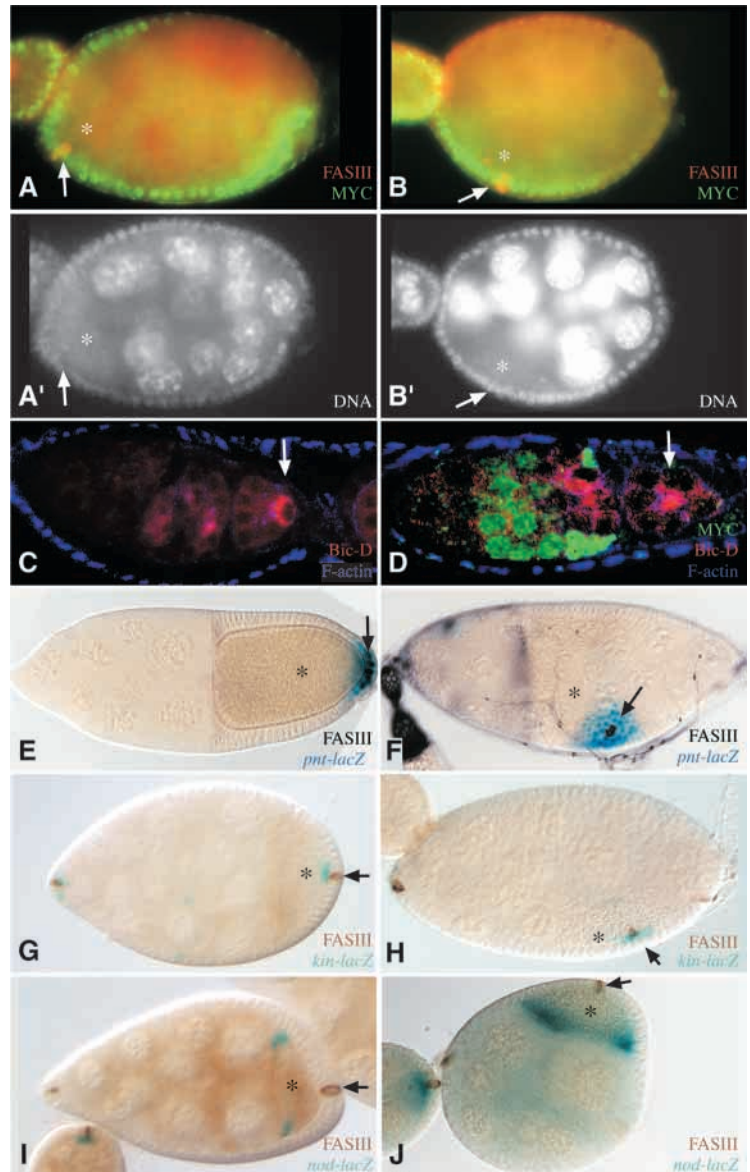 A
*
FASIII
MYC
B
*
FASIII
MYC
A'
*
DNA
B'
*
DNA
C
Bic-D
F-actin
D
MYC
Bic-D
F-actin
E
*
FASIII
pnt-lacZ
F
*
FASIII
pnt-lacZ
G
*
FASIII
kin-lacZ
H
*
FASIII
kin-lacZ
I
*
FASIII
nod-lacZ
J
*
FASIII
nod-lacZ